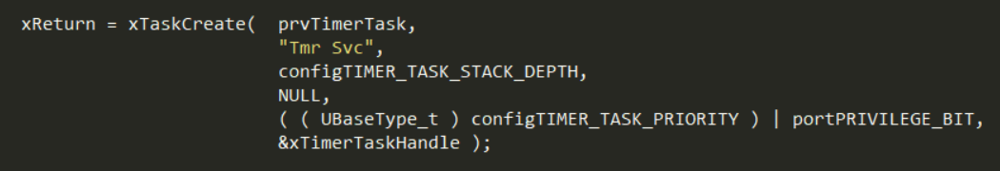 xReturn = xTaskCreate(  prvTimerTask,
                        "Tmr Svc",
                        configTIMER_TASK_STACK_DEPTH,
                        NULL,
                        ( ( UBaseType_t ) configTIMER_TASK_PRIORITY ) | portPRIVILEGE_BIT,
                        &xTimerTaskHandle );